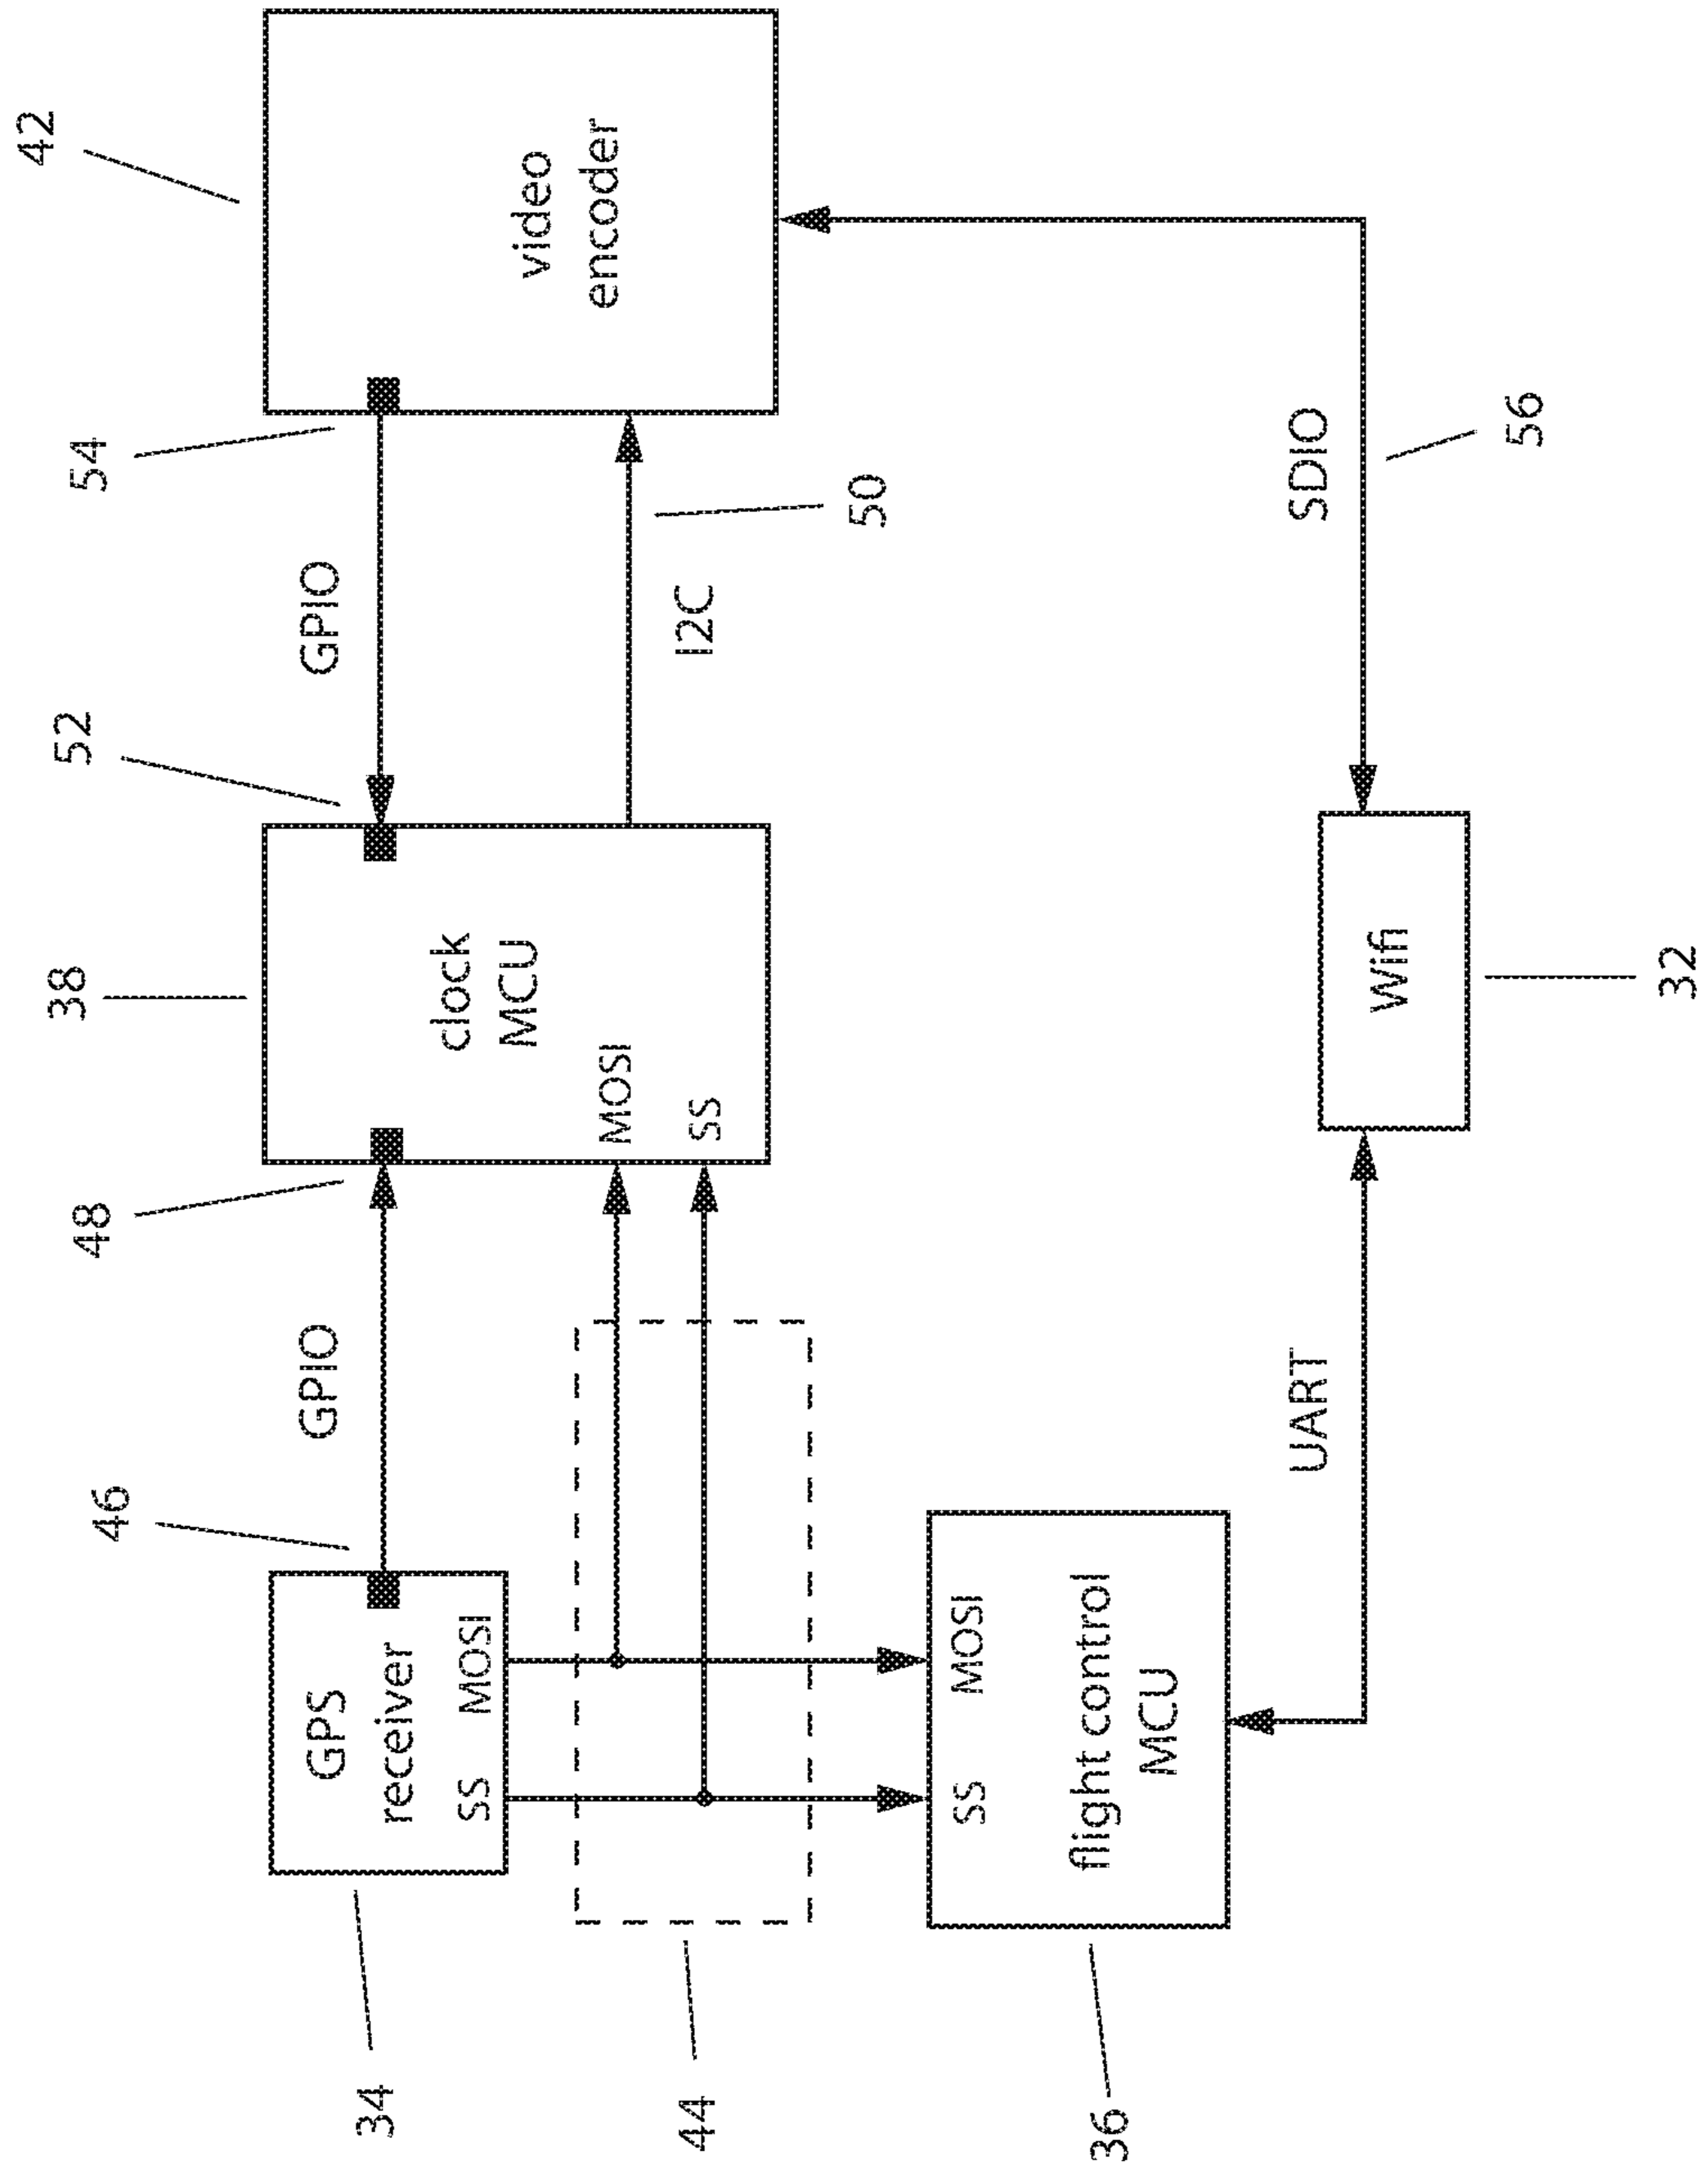 46
48
38
52
54
42
GPIO
GPIO
34
GPS
receiver
SS MOSI
clock
MCU
MOSI
SS
video
encoder
I2C
50
44
SS MOSI
flight control
MCU
36
UART
SDIO
Wifi
56
32